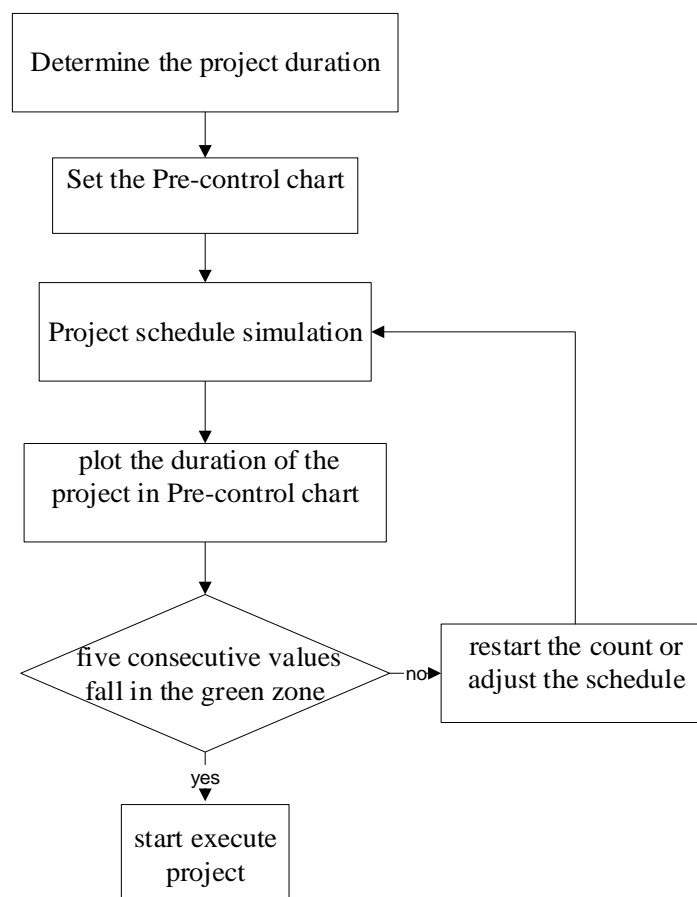 Determine the project duration
Set the Pre-control chart
Project schedule simulation
plot the duration of the
project in Pre-control chart
five consecutive values
fall in the green zone
no
restart the count or
adjust the schedule
yes
start execute
project